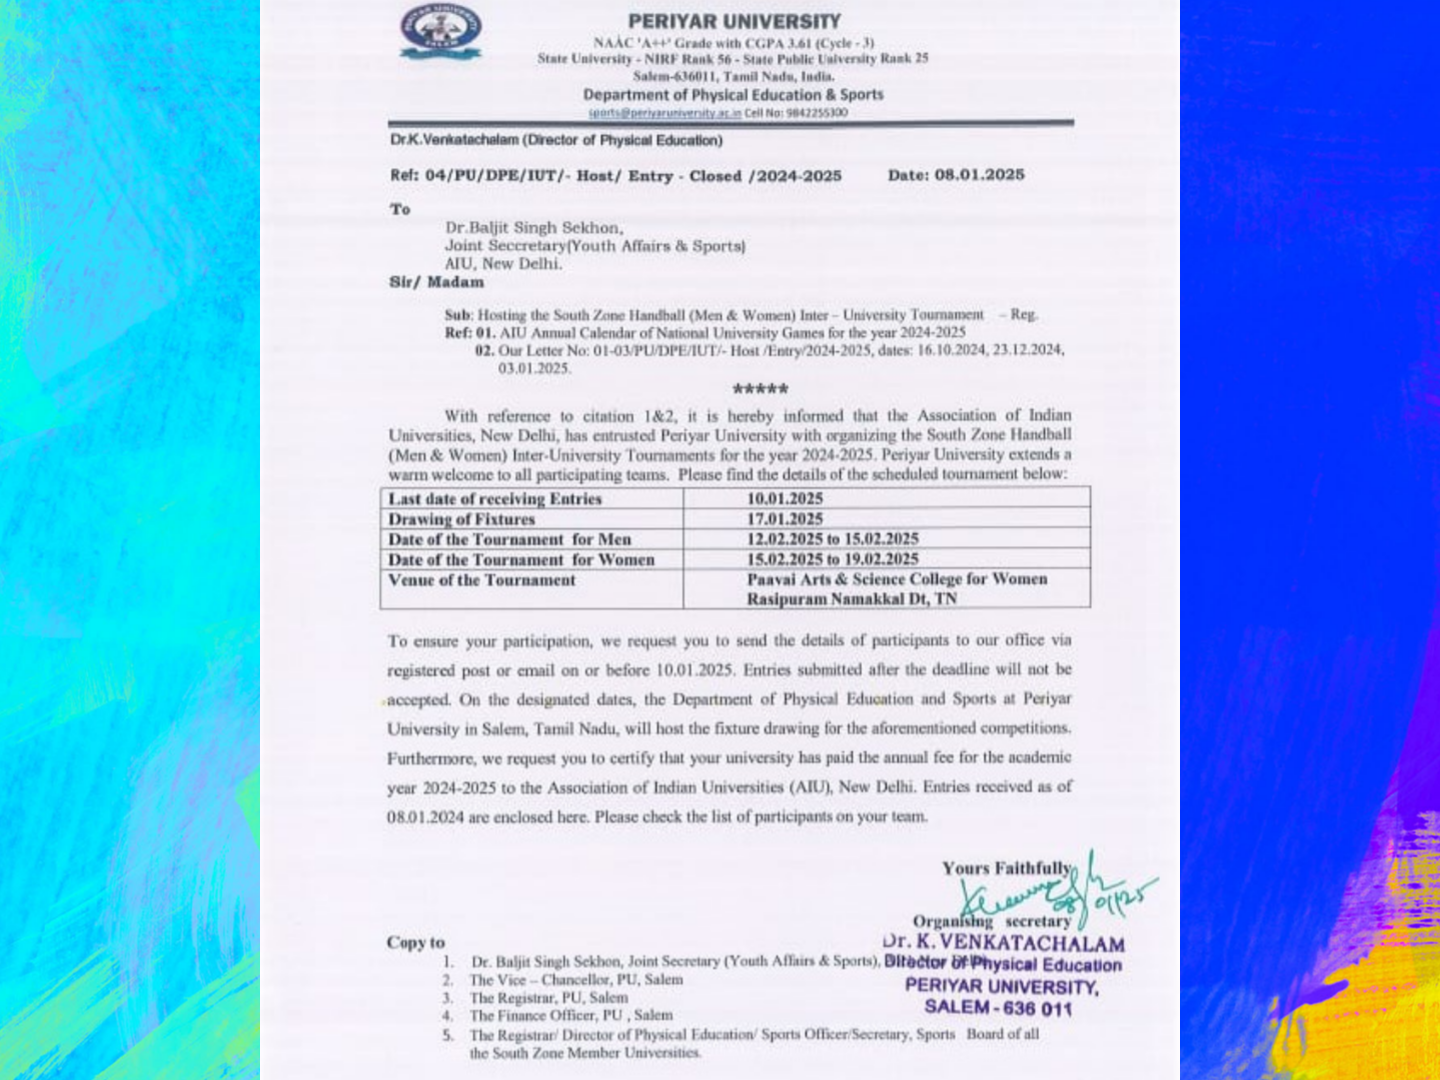 PERIYAR UNIVERSITY
SALEM
PERIYAR UNIVERSITY
NAAC 'A++' Grade with CGPA 3.61 (Cycle - 3)
State University - NIRF Rank 56 - State Public University Rank 25
Salem-636011, Tamil Nadu, India.
Department of Physical Education & Sports
sports@periyaruniversity.ac.in Cell No: 9842255300
Dr.K.Venkatachalam (Director of Physical Education)
Ref: 04/PU/DPE/IUT/- Host/ Entry - Closed /2024-2025 Date: 08.01.2025
To
Dr.Baljit Singh Sekhon,
Joint Seccretary(Youth Affairs & Sports)
AIU, New Delhi.
Sir/ Madam
Sub: Hosting the South Zone Handball (Men & Women) Inter – University Tournament – Reg.
Ref: 01. AIU Annual Calendar of National University Games for the year 2024-2025
02. Our Letter No: 01-03/PU/DPE/IUT/- Host /Entry/2024-2025, dates: 16.10.2024, 23.12.2024,
03.01.2025.
*****
With reference to citation 1&2, it is hereby informed that the Association of Indian
Universities, New Delhi, has entrusted Periyar University with organizing the South Zone Handball
(Men & Women) Inter-University Tournaments for the year 2024-2025. Periyar University extends a
warm welcome to all participating teams. Please find the details of the scheduled tournament below:
Last date of receiving Entries 10.01.2025
Drawing of Fixtures 17.01.2025
Date of the Tournament for Men 12.02.2025 to 15.02.2025
Date of the Tournament for Women 15.02.2025 to 19.02.2025
Venue of the Tournament Paavai Arts & Science College for Women
Rasipuram Namakkal Dt, TN
To ensure your participation, we request you to send the details of participants to our office via
registered post or email on or before 10.01.2025. Entries submitted after the deadline will not be
accepted. On the designated dates, the Department of Physical Education and Sports at Periyar
University in Salem, Tamil Nadu, will host the fixture drawing for the aforementioned competitions.
Furthermore, we request you to certify that your university has paid the annual fee for the academic
year 2024-2025 to the Association of Indian Universities (AIU), New Delhi. Entries received as of
08.01.2024 are enclosed here. Please check the list of participants on your team.
Yours Faithfully
08/01/25
Organising secretary
Dr. K. VENKATACHALAM
Director of Physical Education
PERIYAR UNIVERSITY,
SALEM - 636 011
Copy to
1. Dr. Baljit Singh Sekhon, Joint Secretary (Youth Affairs & Sports),
2. The Vice – Chancellor, PU, Salem
3. The Registrar, PU, Salem
4. The Finance Officer, PU , Salem
5. The Registrar/ Director of Physical Education/ Sports Officer/Secretary, Sports Board of all
the South Zone Member Universities.